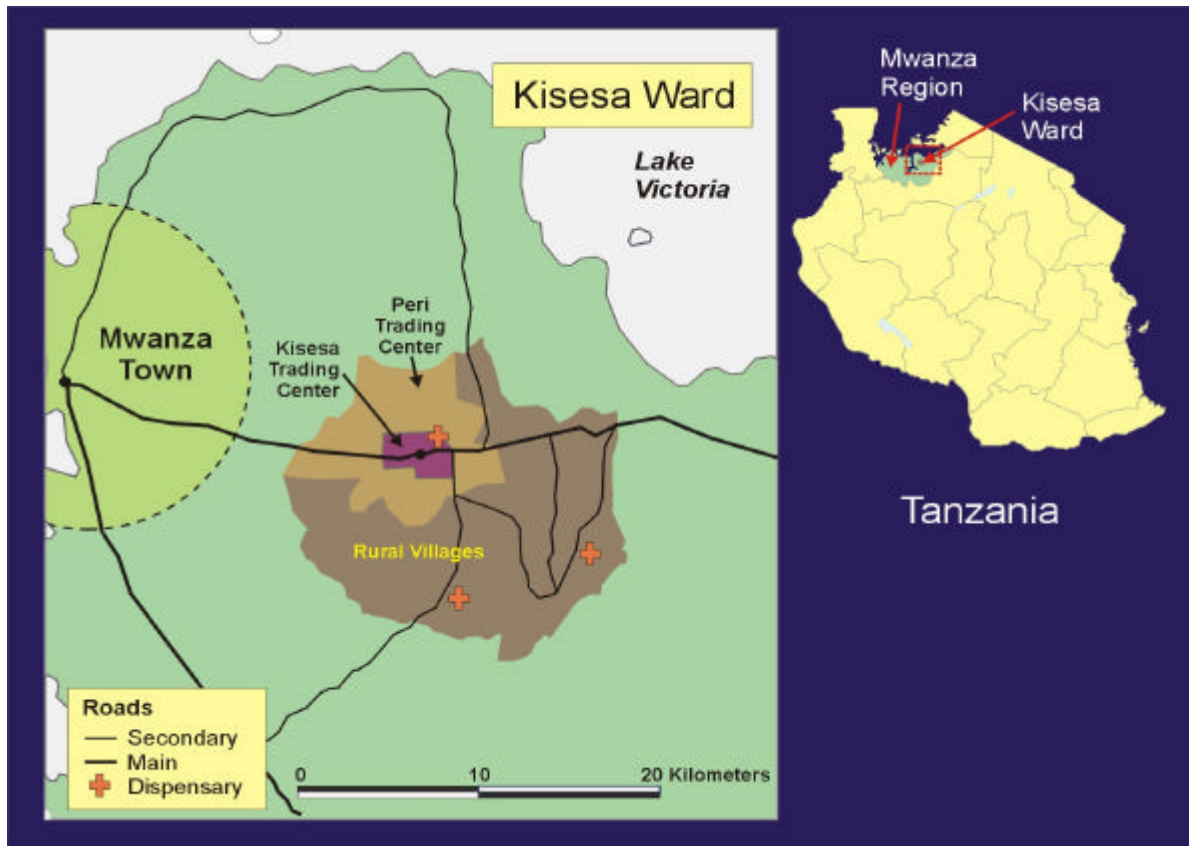 Kisesa Ward
Lake
Victoria
Peri
Trading
Center
Kisesa
Trading
Center
Mwanza
Town
Rural Villages
Roads
Secondary
Main
Dispensary
0 10 20 Kilometers
Mwanza
Region
Kisesa
Ward
Tanzania